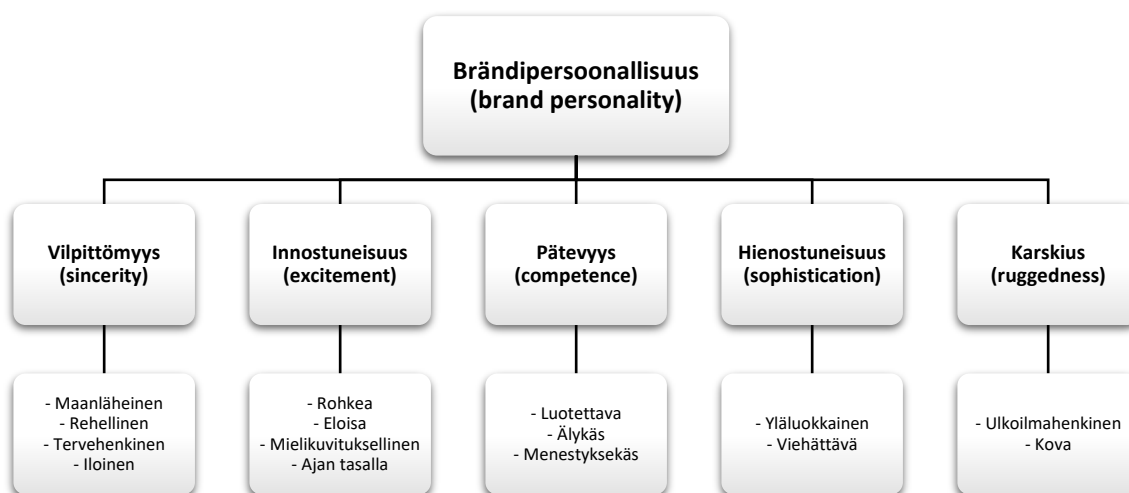 Brändipersoonallisuus
(brand personality)
Vilpittömyys
(sincerity)
Innostuneisuus
(excitement)
Pätevyys
(competence)
Hienostuneisuus
(sophistication)
Karskius
(ruggedness)
- Maanläheinen
- Rehellinen
- Tervehenkinen
- Iloinen
- Rohkea
- Eloisa
- Mielikuvituksellinen
- Ajan tasalla
- Luotettava
- Älykäs
- Menestyksekäs
- Yläluokkainen
- Viehättävä
- Ulkoilmahenkinen
- Kova